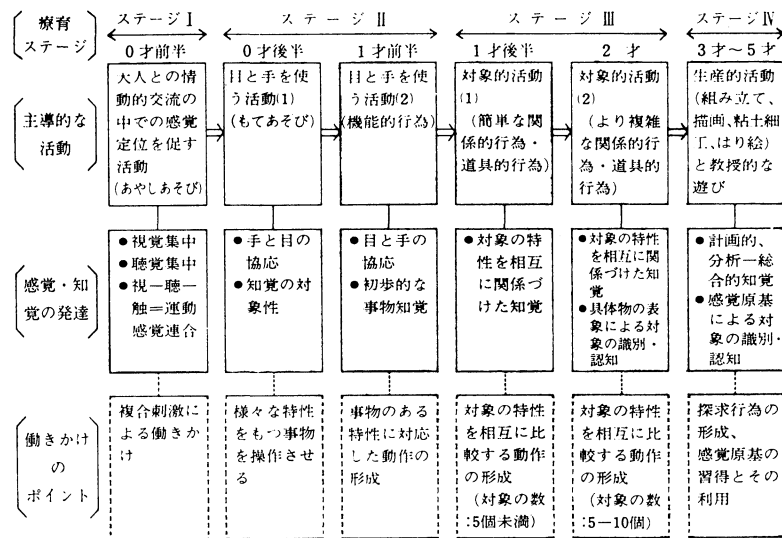 療育
ステージ
ステージⅠ
ステージⅡ
ステージⅢ
ステージⅣ
0才前半
0才後半
1才前半
1才後半
2才
3才～5才
主導的な
活動
大人との情
動的交流の
中での感覚
定位を促す
活動
(あやしあそび)
目と手を使
う活動(1)
(もてあそび)
目と手を使
う活動(2)
(機能的行為)
対象的活動
(1)
(簡単な関
係的行為・
道具的行為)
対象的活動
(2)
(より複雑
な関係的行
為・道具的
行為)
生産的活動
(組み立て、
描画、粘土細
工、はり絵)
と教授的な
遊び
感覚・知
覚の発達
●視覚集中
●聴覚集中
●視―聴―
触＝運動
感覚連合
●手と目の
協応
●知覚の対
象性
●目と手の
協応
●初歩的な
事物知覚
●対象の特
性を相互
に関係づ
けた知覚
●対象の特性
を相互に関
係づけた知
覚
●具体物の表
象による対
象の識別・
認知
●計画的、
分析―総
合的知覚
●感覚原基
による対
象の識別・
認知
働きかけ
の
ポイント
複合刺激に
よる働きか
け
様々な特性
をもつ事物
を操作させ
る
事物のある
特性に対応
した動作の
形成
対象の特性
を相互に比
較する動作
の形成
(対象の数
:5個未満)
対象の特性
を相互に比
較する動作
の形成
(対象の数
:5―10個)
探求行為の
形成、
感覚原基の
習得とその
利用